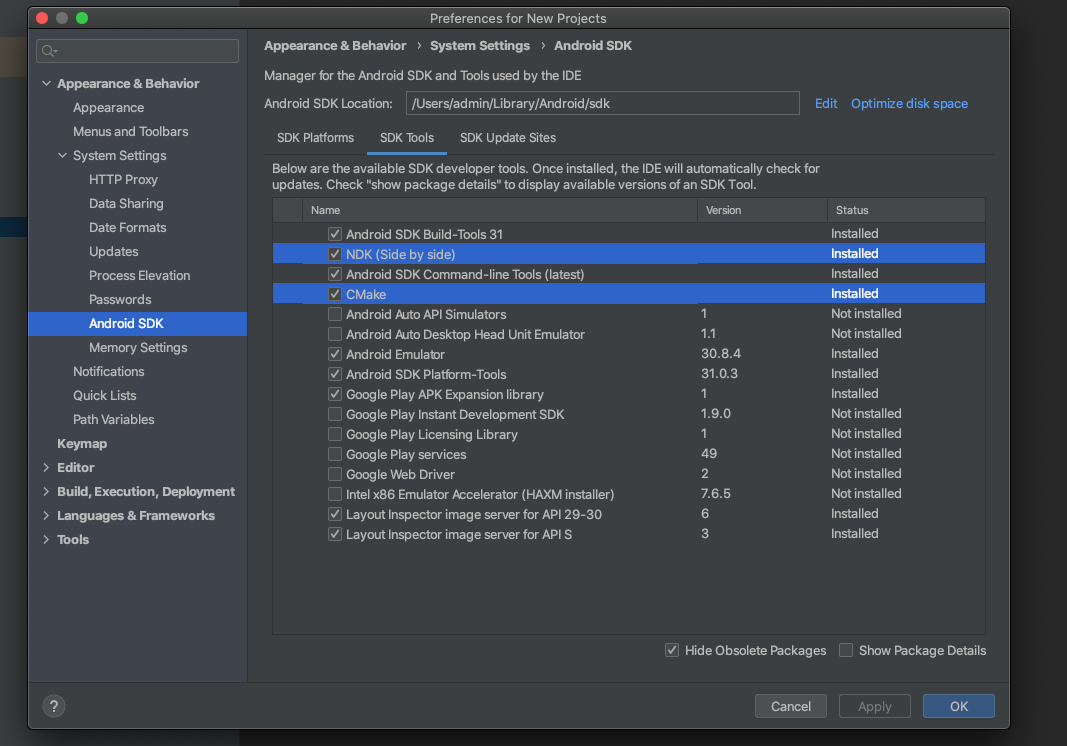 Preferences for New Projects
Appearance & Behavior
Appearance
Menus and Toolbars
System Settings
HTTP Proxy
Data Sharing
Date Formats
Updates
Process Elevation
Passwords
Android SDK
Memory Settings
Notifications
Quick Lists
Path Variables
Keymap
Editor
Build, Execution, Deployment
Languages & Frameworks
Tools
Appearance & Behavior › System Settings › Android SDK
Manager for the Android SDK and Tools used by the IDE
Android SDK Location: /Users/admin/Library/Android/sdk Edit Optimize disk space
SDK Platforms SDK Tools SDK Update Sites
Below are the available SDK developer tools. Once installed, the IDE will automatically check for
updates. Check "show package details" to display available versions of an SDK Tool.
Name Version Status
Android SDK Build-Tools 31 Installed
NDK (Side by side) Installed
Android SDK Command-line Tools (latest) Installed
CMake Installed
Android Auto API Simulators 1 Not installed
Android Auto Desktop Head Unit Emulator 1.1 Not installed
Android Emulator 30.8.4 Installed
Android SDK Platform-Tools 31.0.3 Installed
Google Play APK Expansion library 1 Installed
Google Play Instant Development SDK 1.9.0 Not installed
Google Play Licensing Library 1 Not installed
Google Play services 49 Not installed
Google Web Driver 2 Not installed
Intel x86 Emulator Accelerator (HAXM installer) 7.6.5 Not installed
Layout Inspector image server for API 29-30 6 Installed
Layout Inspector image server for API S 3 Installed
Hide Obsolete Packages Show Package Details
? Cancel Apply OK